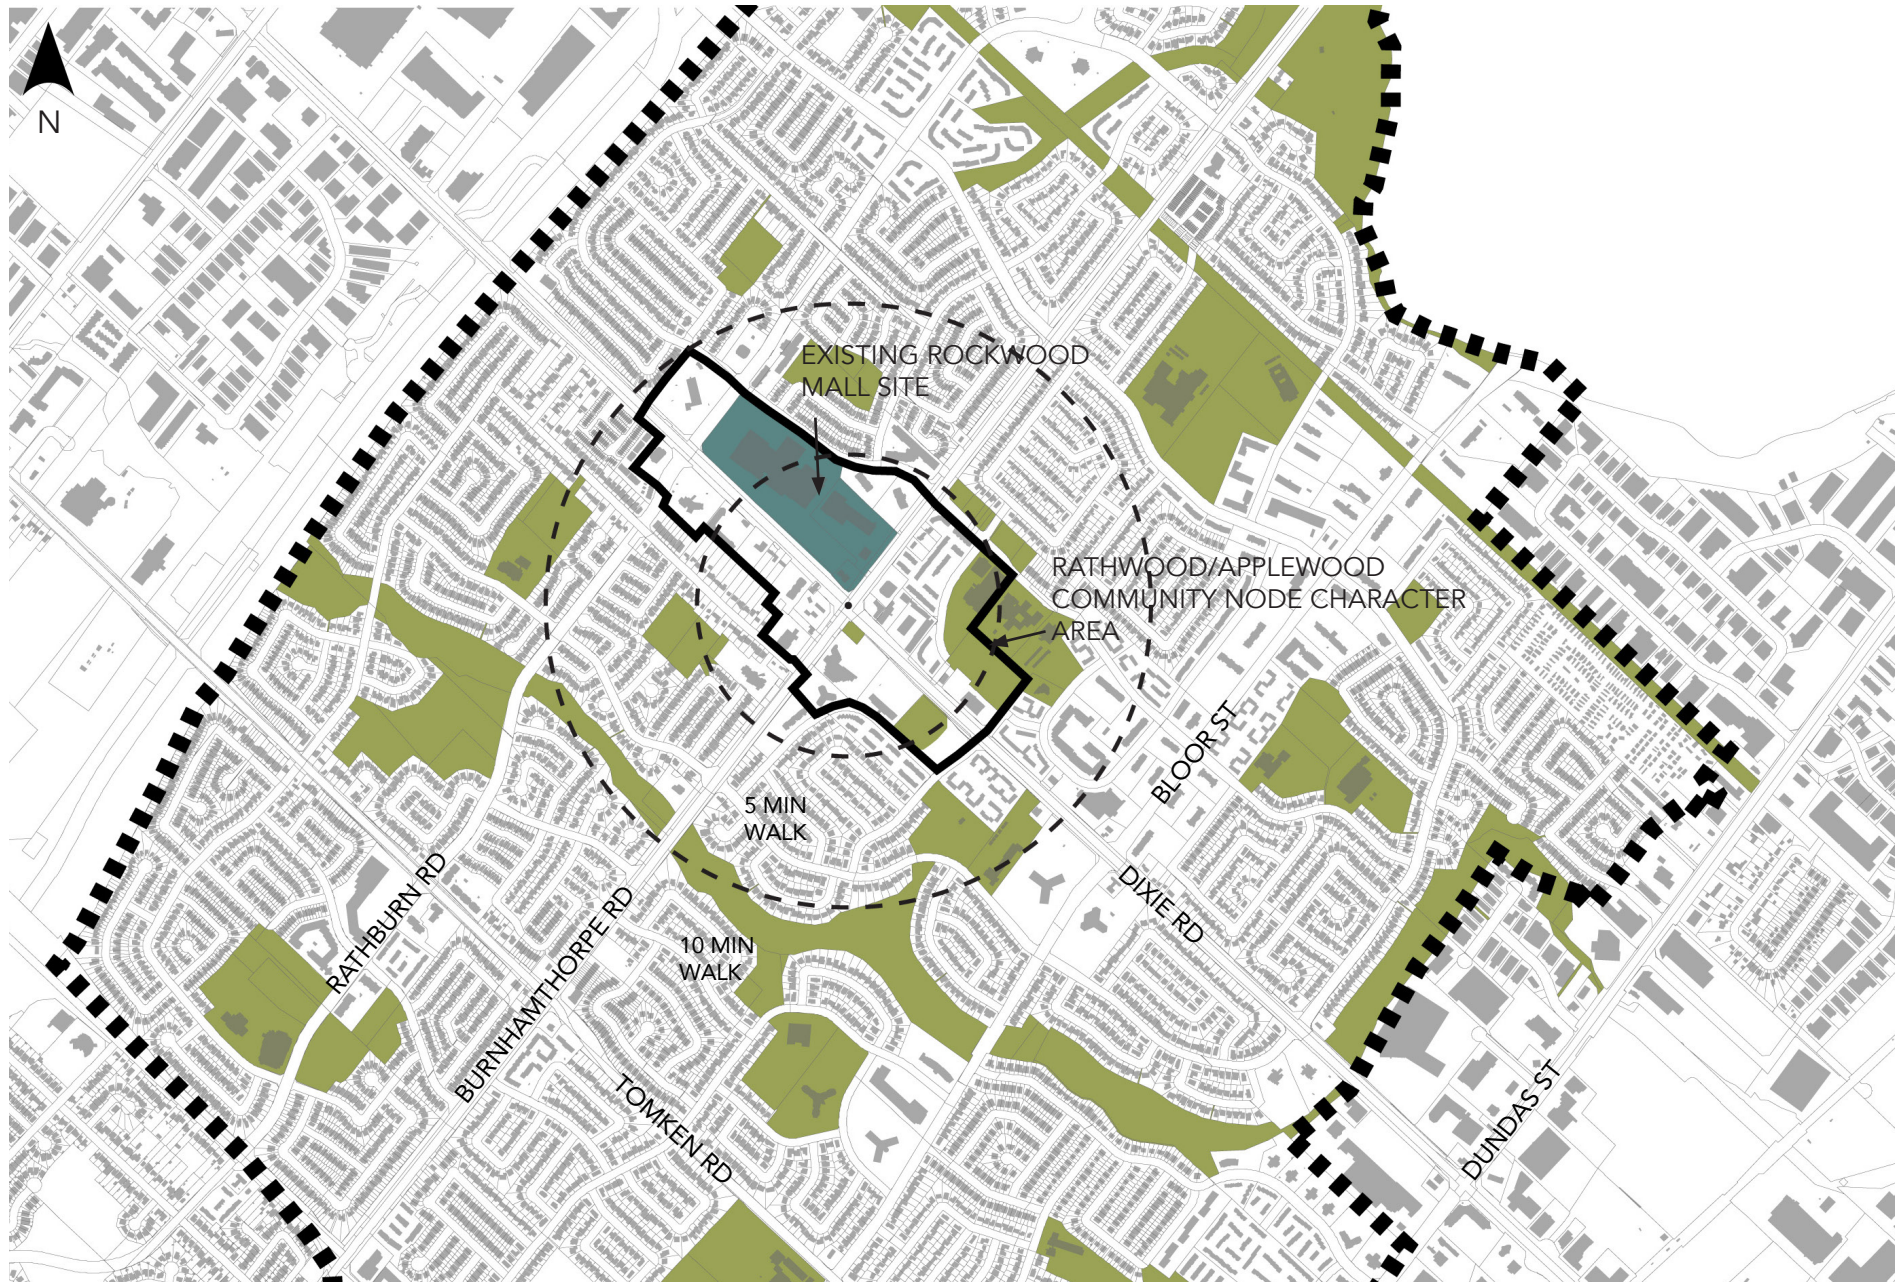 N
EXISTING ROCKWOOD
MALL SITE
RATHWOOD/APPLEWOOD
COMMUNITY NODE CHARACTER
AREA
BLOOR ST
5 MIN
WALK
RATHBURN RD
BURNHAMTHORPE RD
DIXIE RD
10 MIN
WALK
TOMKEN RD
DUNDAS ST